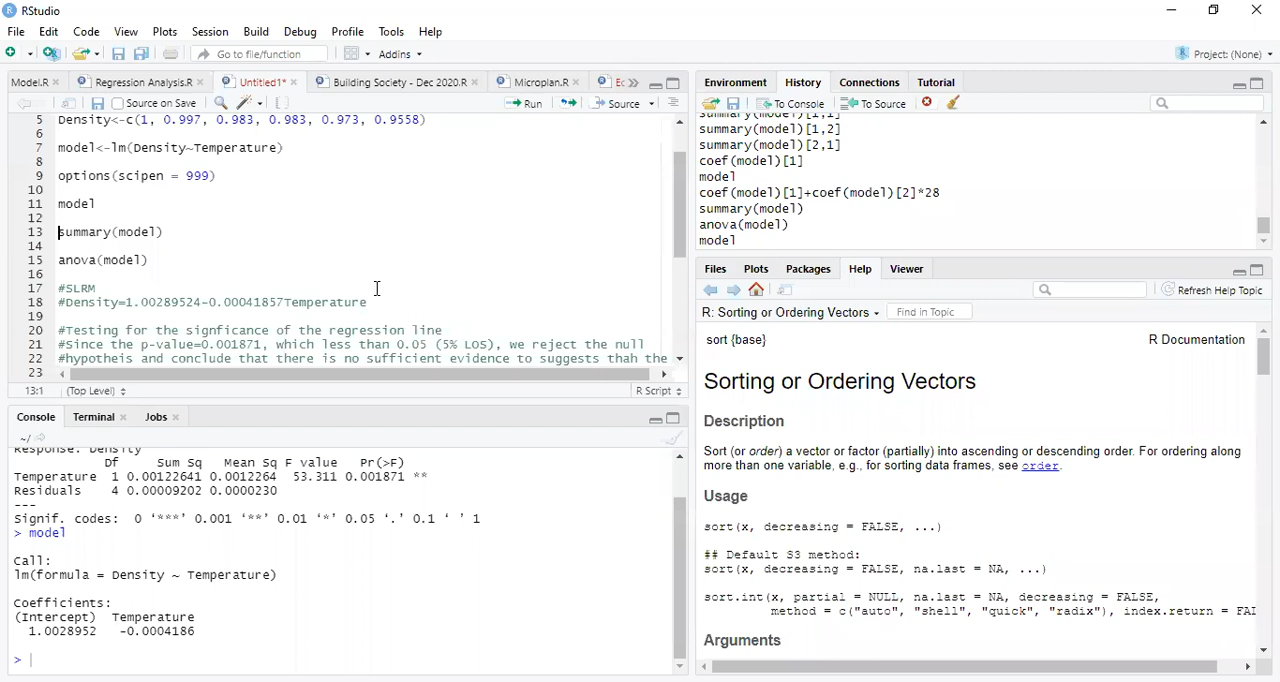 RStudio
File Edit Code View Plots Session Build Debug Profile Tools Help
Go to file/function Addins Project: (None)
Model.R Regression Analysis.R Untitled1* Building Society - Dec 2020.R Microplan.R Ec
Source on Save Run Source
Density<-c(1, 0.997, 0.983, 0.983, 0.973, 0.9558)
6
7 model<-lm(Density~Temperature)
8
9 options(scipen = 999)
10
11 model
12
13 summary(model)
14
15 anova(model)
16
17 #SLRM
18 #Density=1.00289524-0.00041857Temperature
19
20 #Testing for the signficance of the regression line
21 #Since the p-value=0.001871, which less than 0.05 (5% LOS), we reject the null
22 #hypotheis and conclude that there is no sufficient evidence to suggests thah the
23
13:1 (Top Level) R Script
Console Terminal Jobs
~/
Response: Density
Df Sum Sq Mean Sq F value Pr(>F)
Temperature 1 0.00122641 0.0012264 53.311 0.001871 **
Residuals 4 0.00009202 0.0000230
---
Signif. codes: 0 ‘***’ 0.001 ‘**’ 0.01 ‘*’ 0.05 ‘.’ 0.1 ‘ ’ 1
> model
Call:
lm(formula = Density ~ Temperature)
Coefficients:
(Intercept) Temperature
1.0028952 -0.0004186
>
Environment History Connections Tutorial
To Console To Source
summary(model)[1,1]
summary(model)[1,2]
summary(model)[2,1]
coef(model)[1]
model
coef(model)[1]+coef(model)[2]*28
summary(model)
anova(model)
model
Files Plots Packages Help Viewer
Refresh Help Topic
R: Sorting or Ordering Vectors Find in Topic
sort {base} R Documentation
Sorting or Ordering Vectors
Description
Sort (or order) a vector or factor (partially) into ascending or descending order. For ordering along
more than one variable, e.g., for sorting data frames, see order.
Usage
sort(x, decreasing = FALSE, ...)
## Default S3 method:
sort(x, decreasing = FALSE, na.last = NA, ...)
sort.int(x, partial = NULL, na.last = NA, decreasing = FALSE,
method = c("auto", "shell", "quick", "radix"), index.return = FAL
Arguments